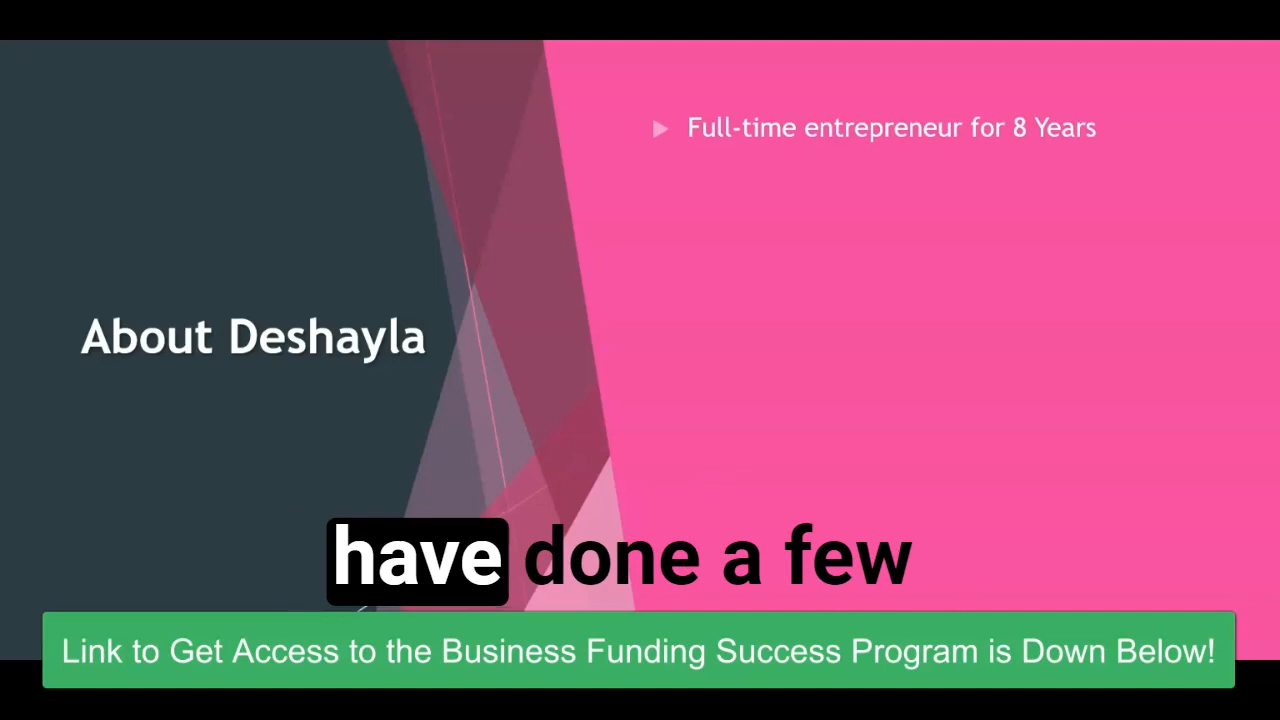 Full-time entrepreneur for 8 Years
About Deshayla
have done a few
Link to Get Access to the Business Funding Success Program is Down Below!